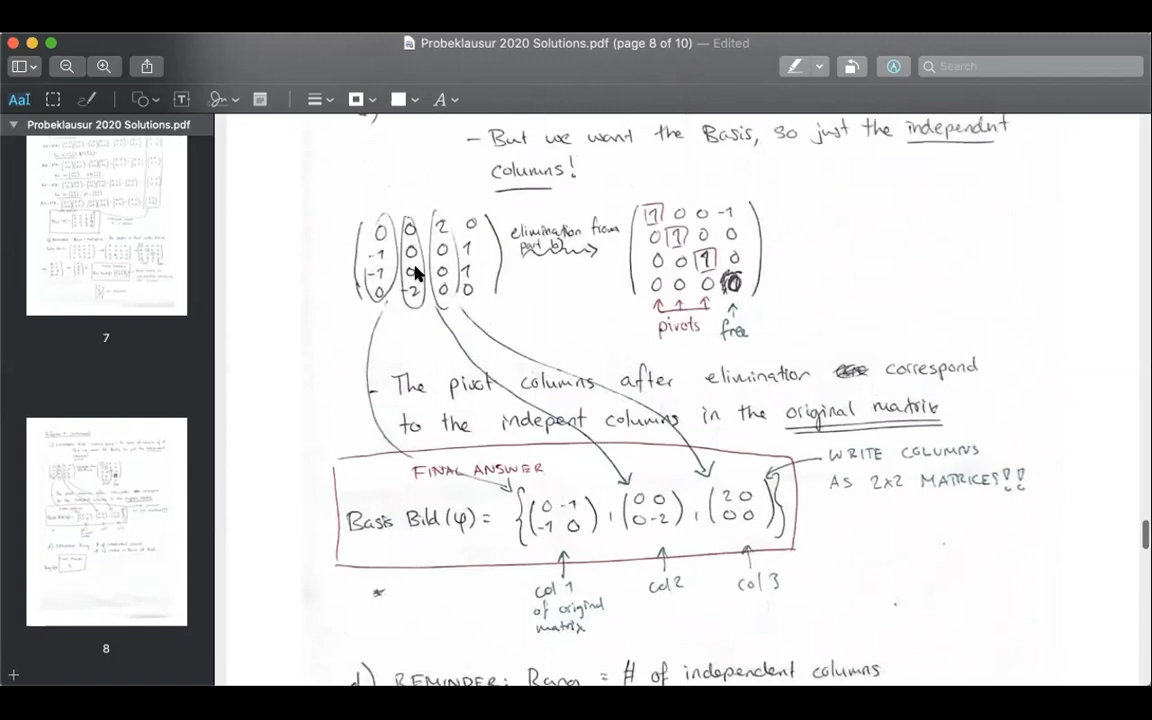 Probeklausur 2020 Solutions.pdf (page 8 of 10) — Edited
Search
AaI
T
A
Probeklausur 2020 Solutions.pdf
7
8
- But we want the Basis, so just the independnt
columns!
0 0 2 0
-1 0 0 1
-1 0 0 1
0 -2 0 0
elimination from
part b)
1 0 0 -1
0 1 0 0
0 0 1 0
0 0 0 0
pivots
free
- The pivot columns after elimination correspond
to the indepent columns in the original matrix
FINAL ANSWER
WRITE COLUMNS
AS 2X2 MATRICES!!
Basis Bild(φ) = {(0 -1 -1 0), (0 0 0 -2), (2 0 0 0)}
col 1
of original
matrix
col 2
col 3
*
d) REMINDER: Rang = # of independent columns